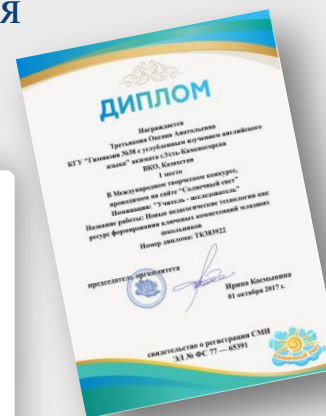 Я
ДИПЛОМ
Награждается
Третьякова Оксана Анатольевна
КГУ "Гимназия №38 с углубленным изучением английского
языка" акимата г.Усть-Каменогорска
ВКО, Казахстан
1 место
В Международном творческом конкурсе,
проводимом на сайте "Солнечный свет"
Номинация: "Учитель - исследователь"
Название работы: Новые педагогические технологии как
ресурс формирования ключевых компетенций младших
школьников
Номер диплома: ТК383922
председатель оргкомитета
Ирина Космынина
01 октября 2017 г.
свидетельство о регистрации СМИ
ЭЛ № ФС 77 — 65391